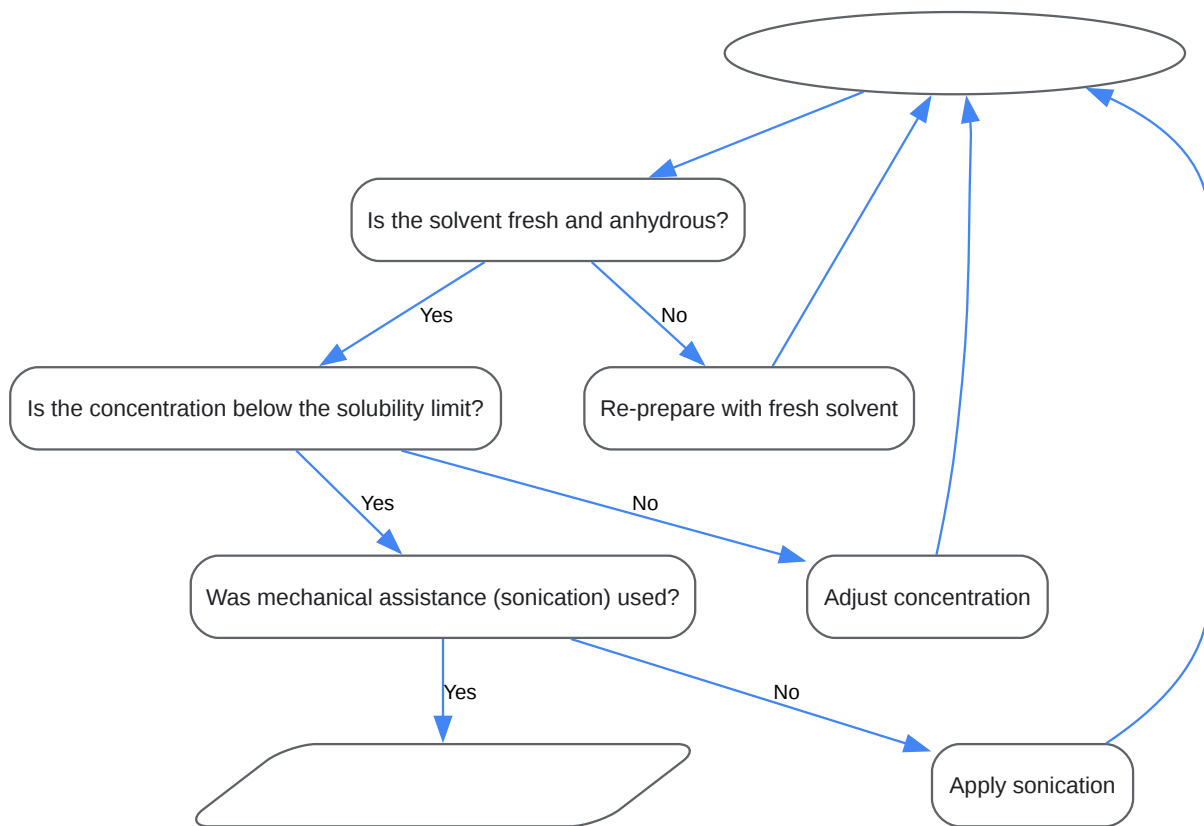 Is the solvent fresh and anhydrous?
Yes
No
Is the concentration below the solubility limit?
Re-prepare with fresh solvent
Yes
No
Was mechanical assistance (sonication) used?
Adjust concentration
Yes
No
Apply sonication